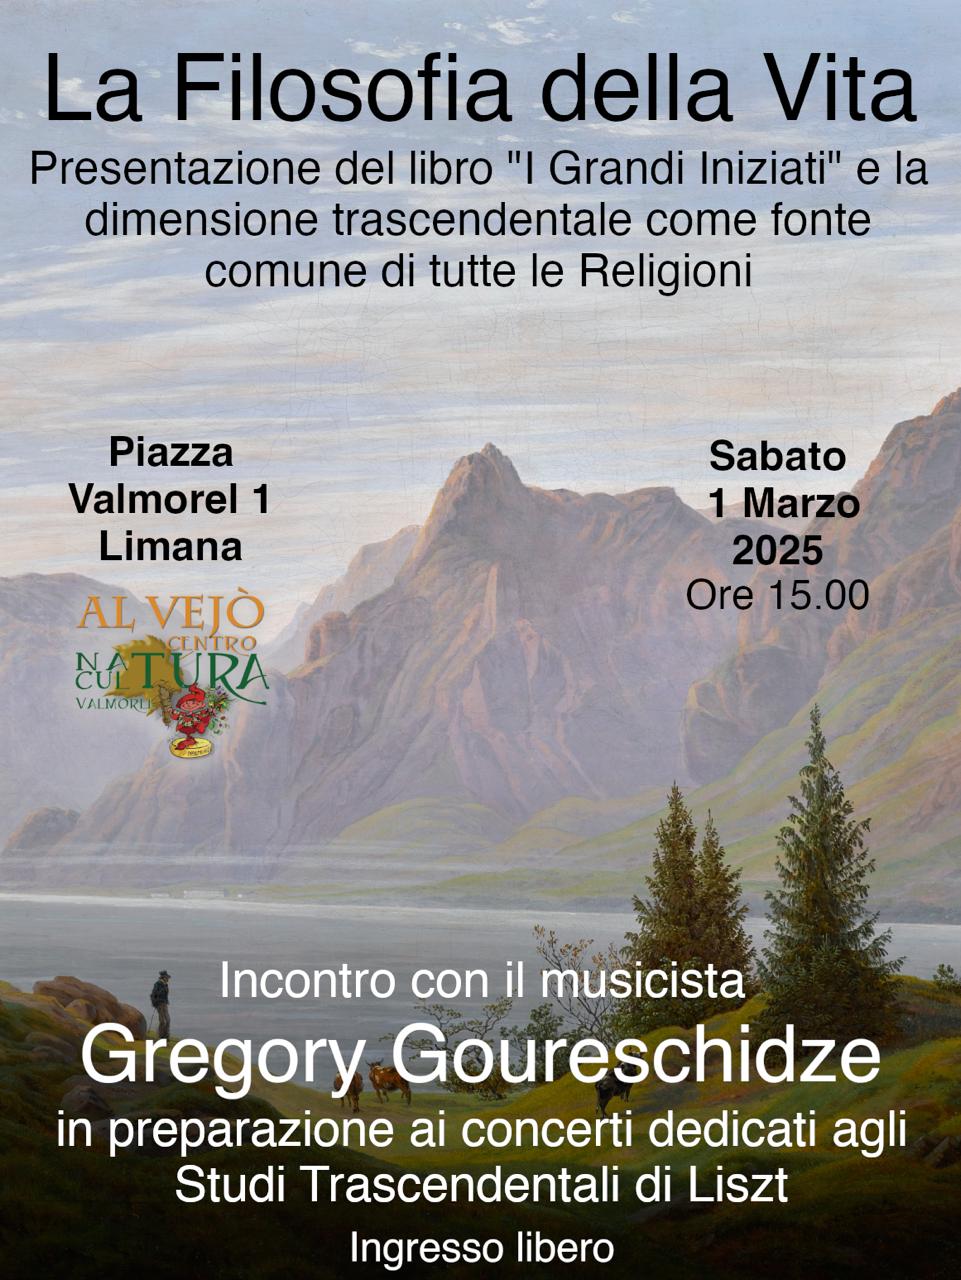 La Filosofia della Vita
Presentazione del libro "I Grandi Iniziati" e la
dimensione trascendentale come fonte
comune di tutte le Religioni
Piazza
Valmorel 1
Limana
AL VEJÒ
CENTRO
NATURA
CUL
VALMOREL
Sabato
1 Marzo
2025
Ore 15.00
Incontro con il musicista
Gregory Goureschidze
in preparazione ai concerti dedicati agli
Studi Trascendentali di Liszt
Ingresso libero